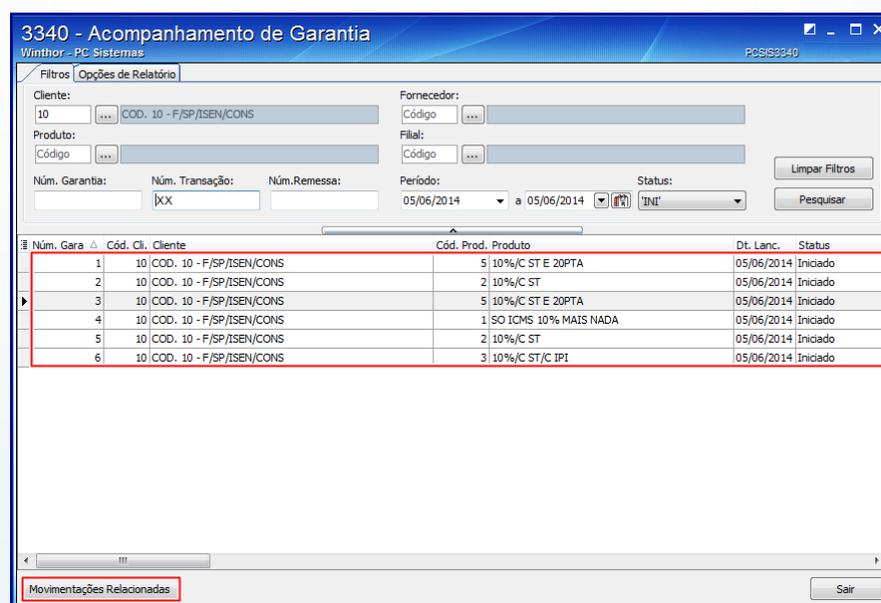 3340 - Acompanhamento de Garantia
Winthor - PC Sistemas
PCSIS3340
Filtros Opções de Relatório
Cliente: Fornecedor:
10 ... COD. 10 - F/SP/ISEN/CONS Código ...
Produto: Filial:
Código ... Código ...
Limpar Filtros
Núm. Garantia: Núm. Transação: Núm.Remessa: Período: Status:
XX 05/06/2014 a 05/06/2014 'INI' Pesquisar
Núm. Gara Cód. Cli. Cliente Cód. Prod. Produto Dt. Lanc. Status
1 10 COD. 10 - F/SP/ISEN/CONS 5 10%/C ST E 20PTA 05/06/2014 Iniciado
2 10 COD. 10 - F/SP/ISEN/CONS 2 10%/C ST 05/06/2014 Iniciado
3 10 COD. 10 - F/SP/ISEN/CONS 5 10%/C ST E 20PTA 05/06/2014 Iniciado
4 10 COD. 10 - F/SP/ISEN/CONS 1 SO ICMS 10% MAIS NADA 05/06/2014 Iniciado
5 10 COD. 10 - F/SP/ISEN/CONS 2 10%/C ST 05/06/2014 Iniciado
6 10 COD. 10 - F/SP/ISEN/CONS 3 10%/C ST/C IPI 05/06/2014 Iniciado
Movimentações Relacionadas Sair